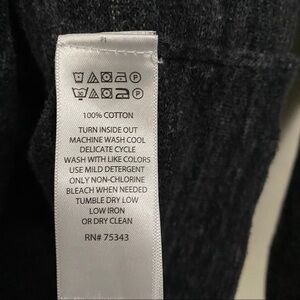 100% COTTON
TURN INSIDE OUT
MACHINE WASH COOL
DELICATE CYCLE
WASH WITH LIKE COLORS
USE MILD DETERGENT
ONLY NON-CHLORINE
BLEACH WHEN NEEDED
TUMBLE DRY LOW
LOW IRON
OR DRY CLEAN
RN# 75343